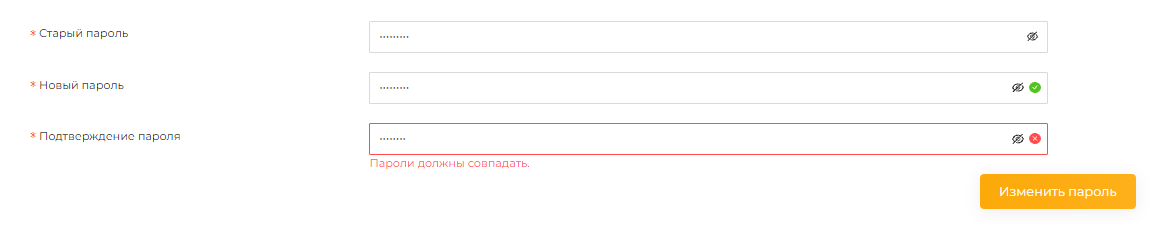 * Старый пароль
•••••••••
* Новый пароль
•••••••••
* Подтверждение пароля
••••••••
Пароли должны совпадать.
Изменить пароль